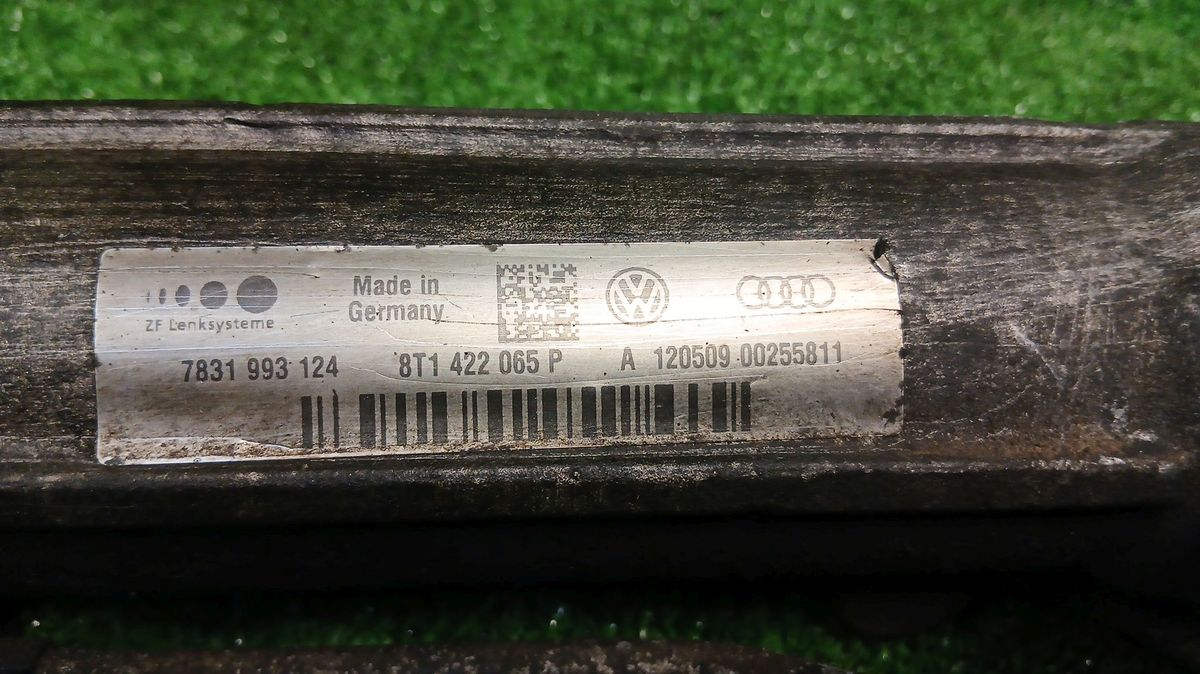 ZF Lenksysteme
Made in
Germany
7831 993 124 8T1 422 065 P A 120509 00255811